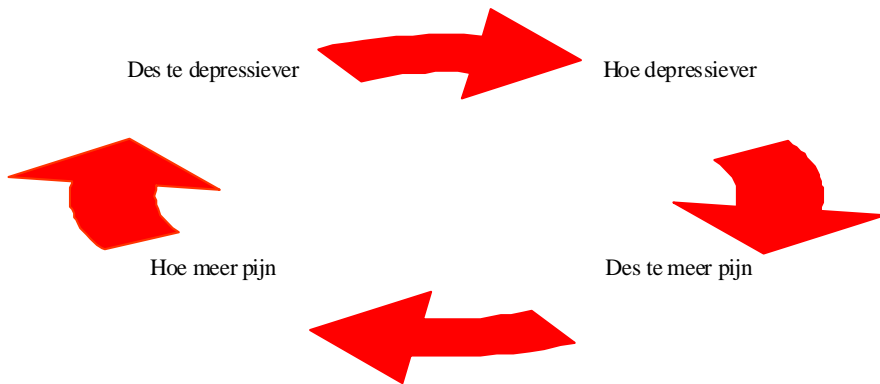 Des te depressiever
Hoe depressiever
Hoe meer pijn
Des te meer pijn